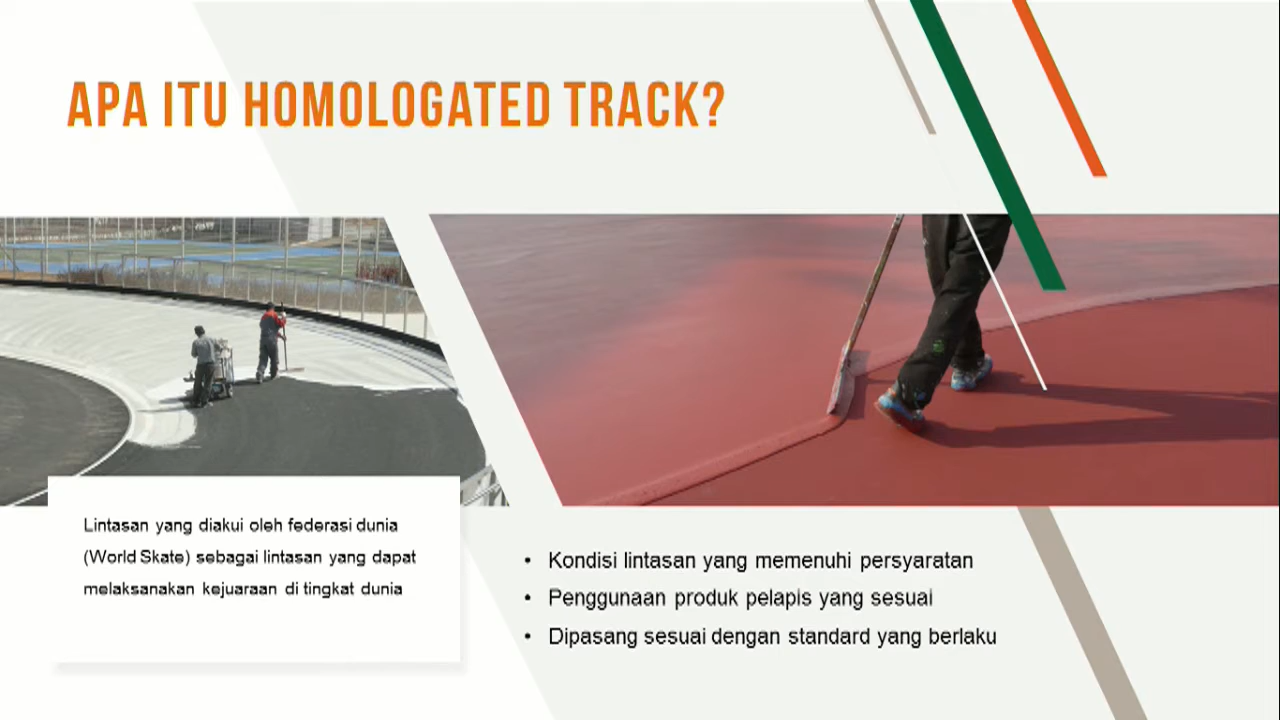 APA ITU HOMOLOGATED TRACK?
Lintasan yang diakui oleh federasi dunia
(World Skate) sebagai lintasan yang dapat
melaksanakan kejuaraan di tingkat dunia
• Kondisi lintasan yang memenuhi persyaratan
• Penggunaan produk pelapis yang sesuai
• Dipasang sesuai dengan standard yang berlaku